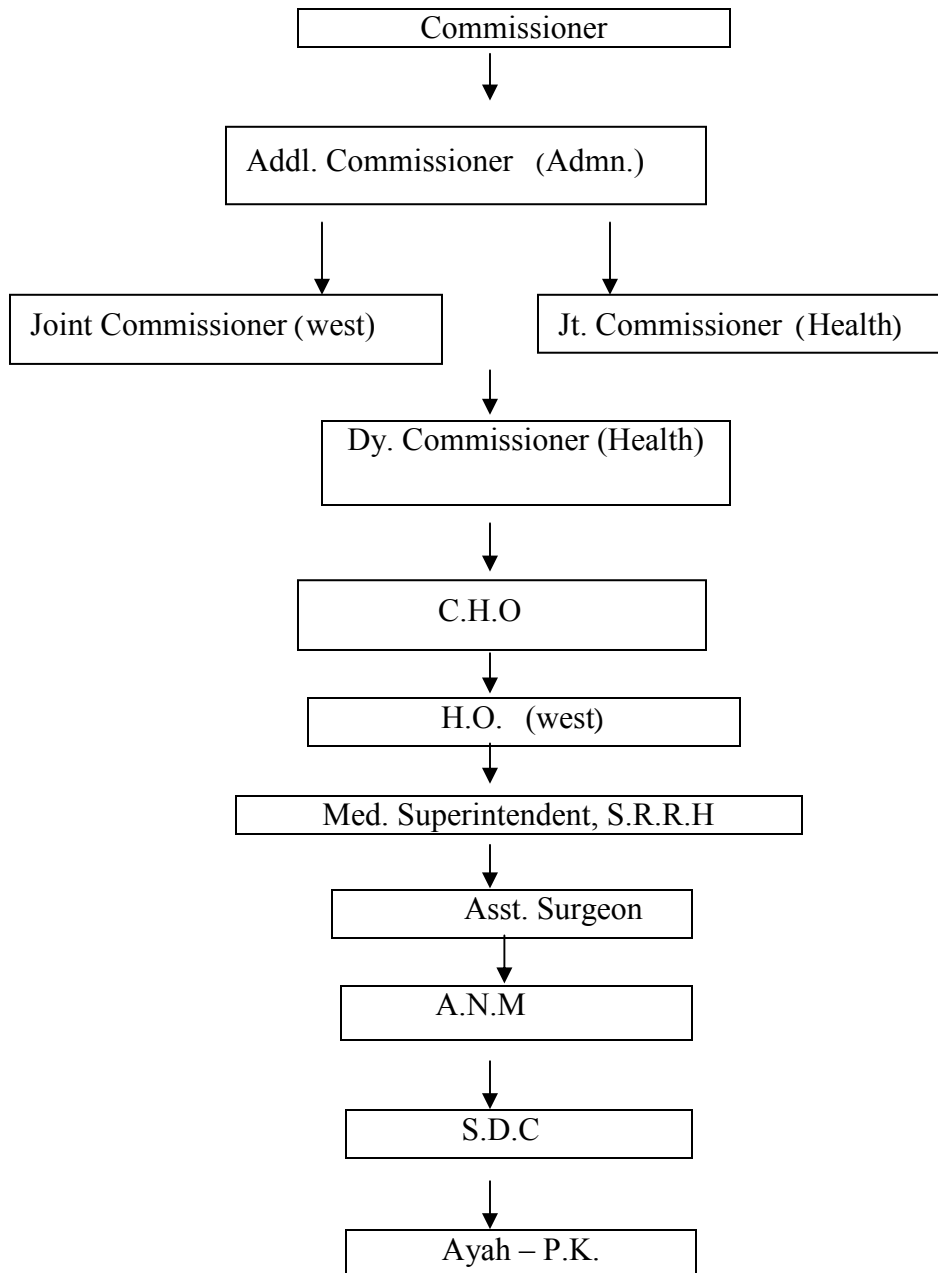 Commissioner
Addl. Commissioner (Admn.)
Joint Commissioner (west)
Jt. Commissioner (Health)
Dy. Commissioner (Health)
C.H.O
H.O. (west)
Med. Superintendent, S.R.R.H
Asst. Surgeon
A.N.M
S.D.C
Ayah – P.K.